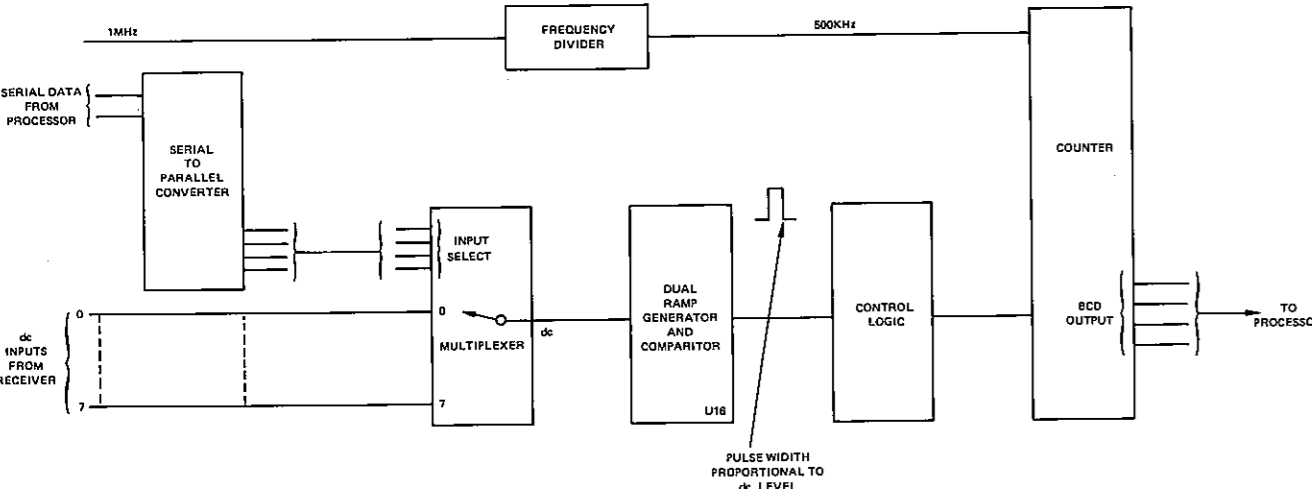 1MHz
FREQUENCY
DIVIDER
500KHz
SERIAL DATA
FROM
PROCESSOR
SERIAL
TO
PARALLEL
CONVERTER
COUNTER
INPUT
SELECT
0
dc
INPUTS
FROM
RECEIVER
7
0
MULTIPLEXER
7
dc
DUAL
RAMP
GENERATOR
AND
COMPARITOR
U16
PULSE WIDITH
PROPORTIONAL TO
dc LEVEL
CONTROL
LOGIC
BCD
OUTPUT
TO
PROCESSOR